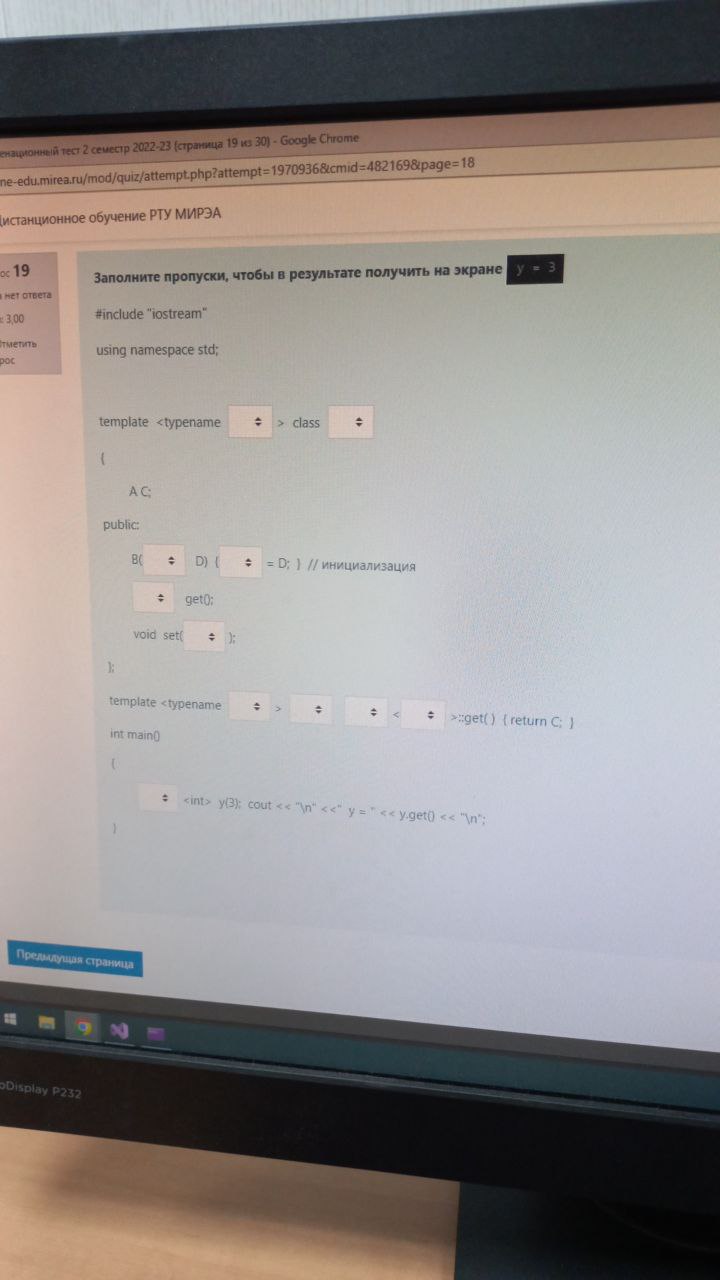 енационный тест 2 семестр 2022-23 (страница 19 из 30) - Google Chrome
ne-edu.mirea.ru/mod/quiz/attempt.php?attempt=1970936&cmid=482169&page=18
Дистанционное обучение РТУ МИРЭА
ос 19
нет ответа
: 3,00
Отметить
рос
Заполните пропуски, чтобы в результате получить на экране y = 3
#include "iostream"
using namespace std;
template <typename > class
{
A C;
public:
B( D) { = D; } // инициализация
get();
void set( );
};
template <typename > < >::get( ) { return C; }
int main()
{
<int> y(3); cout << "\n" <<" y = " << y.get() << "\n";
}
Предыдущая страница
oDisplay P232